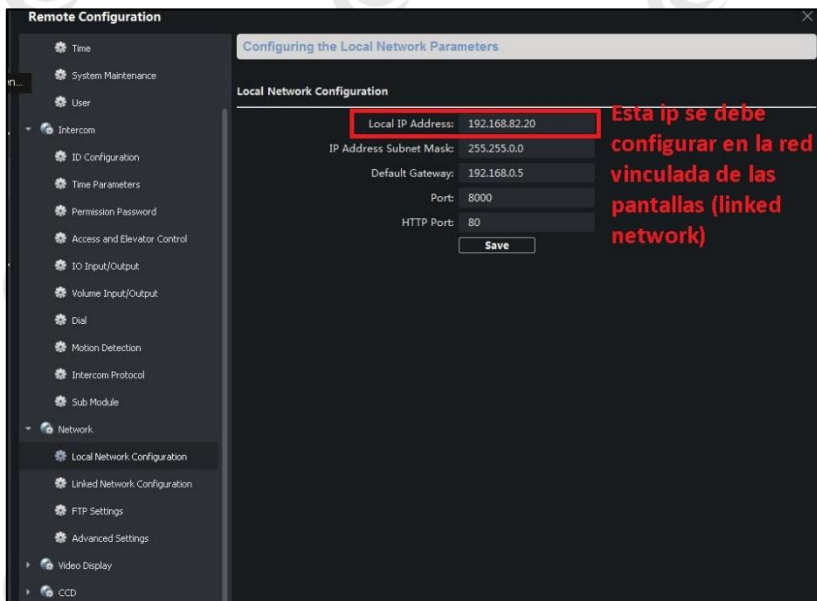 Remote Configuration
Time
System Maintenance
User
Intercom
ID Configuration
Time Parameters
Permission Password
Access and Elevator Control
IO Input/Output
Volume Input/Output
Dial
Motion Detection
Intercom Protocol
Sub Module
Network
Local Network Configuration
Linked Network Configuration
FTP Settings
Advanced Settings
Video Display
CCD
Configuring the Local Network Parameters
Local Network Configuration
Local IP Address: 192.168.82.20
IP Address Subnet Mask: 255.255.0.0
Default Gateway: 192.168.0.5
Port: 8000
HTTP Port: 80
Save
Esta ip se debe
configurar en la red
vinculada de las
pantallas (linked
network)